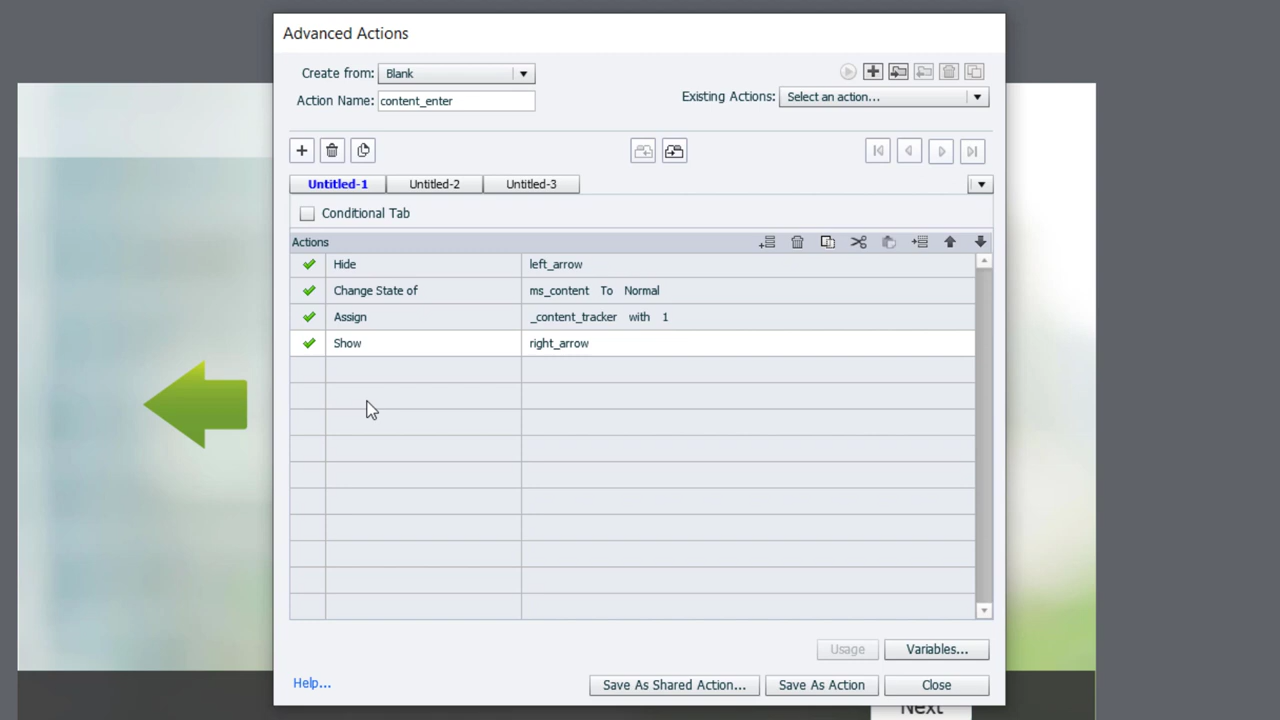 Advanced Actions
Create from: Blank
Action Name: content_enter
Existing Actions: Select an action...
Untitled-1 Untitled-2 Untitled-3
Conditional Tab
Actions
Hide left_arrow
Change State of ms_content To Normal
Assign _content_tracker with 1
Show right_arrow
Usage Variables...
Help... Save As Shared Action... Save As Action Close
Next